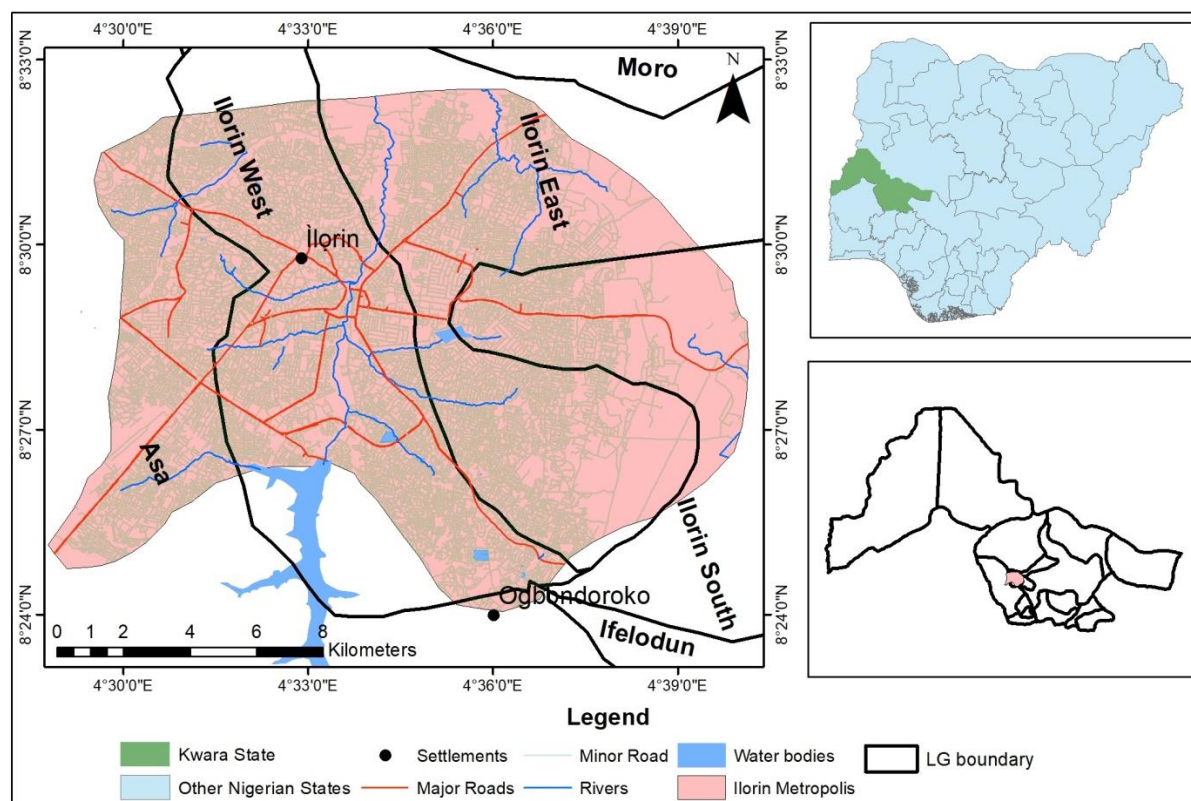 4°30'0"E 4°33'0"E 4°36'0"E 4°39'0"E
8°33'0"N
8°30'0"N
8°27'0"N
8°24'0"N
Moro
N
Ilorin West
Ilorin East
Ìlọrin
Asa
Ilorin South
Ogbondoroko
Ifelodun
0 1 2 4 6 8
Kilometers
8°33'0"N
8°30'0"N
8°27'0"N
8°24'0"N
4°30'0"E 4°33'0"E 4°36'0"E 4°39'0"E
Legend
Kwara State
Settlements
Minor Road
Water bodies
LG boundary
Other Nigerian States
Major Roads
Rivers
Ilorin Metropolis